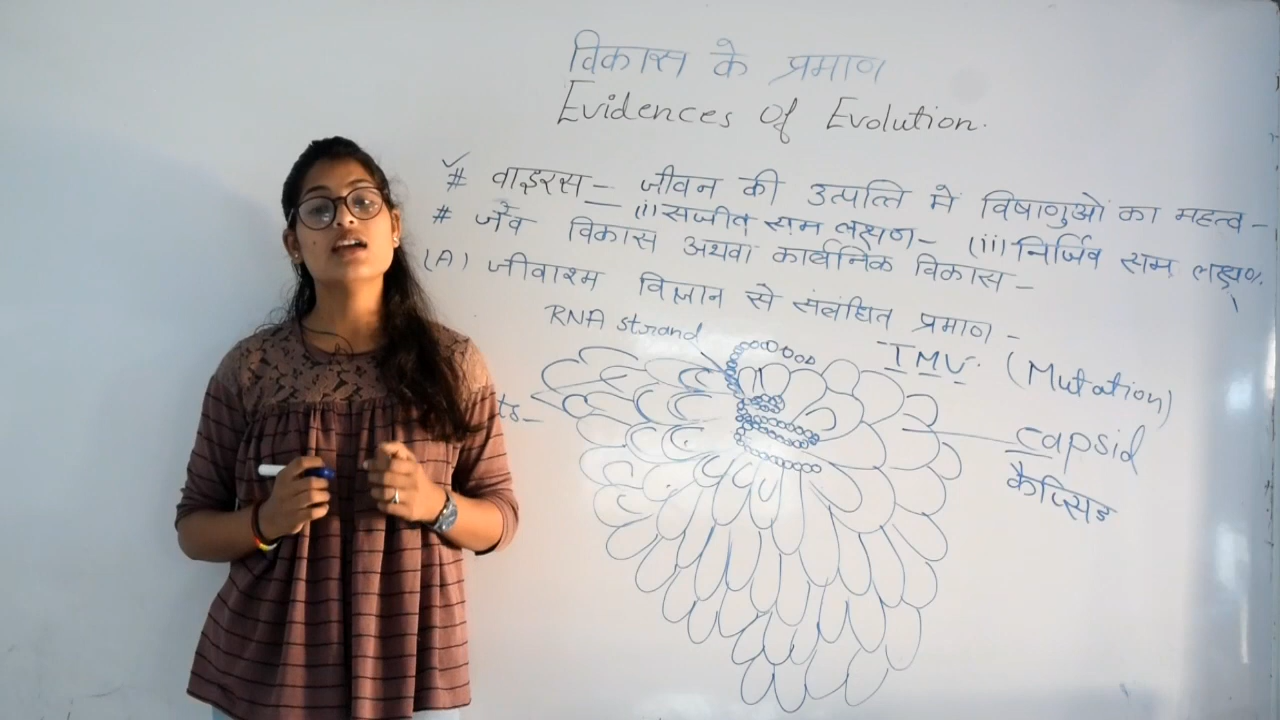 विकास के प्रमाण
Evidences of Evolution.
# वाइरस – जीवन की उत्पत्ति में विषाणुओं का महत्व –
(i) सजीव सम लक्षण – (ii) निर्जिव सम लक्षण
# जैव विकास अथवा कार्बनिक विकास –
(A) जीवाश्म विज्ञान से संबंधित प्रमाण –
RNA strand
TMV (Mutation)
ts –
capsid
कैप्सिड